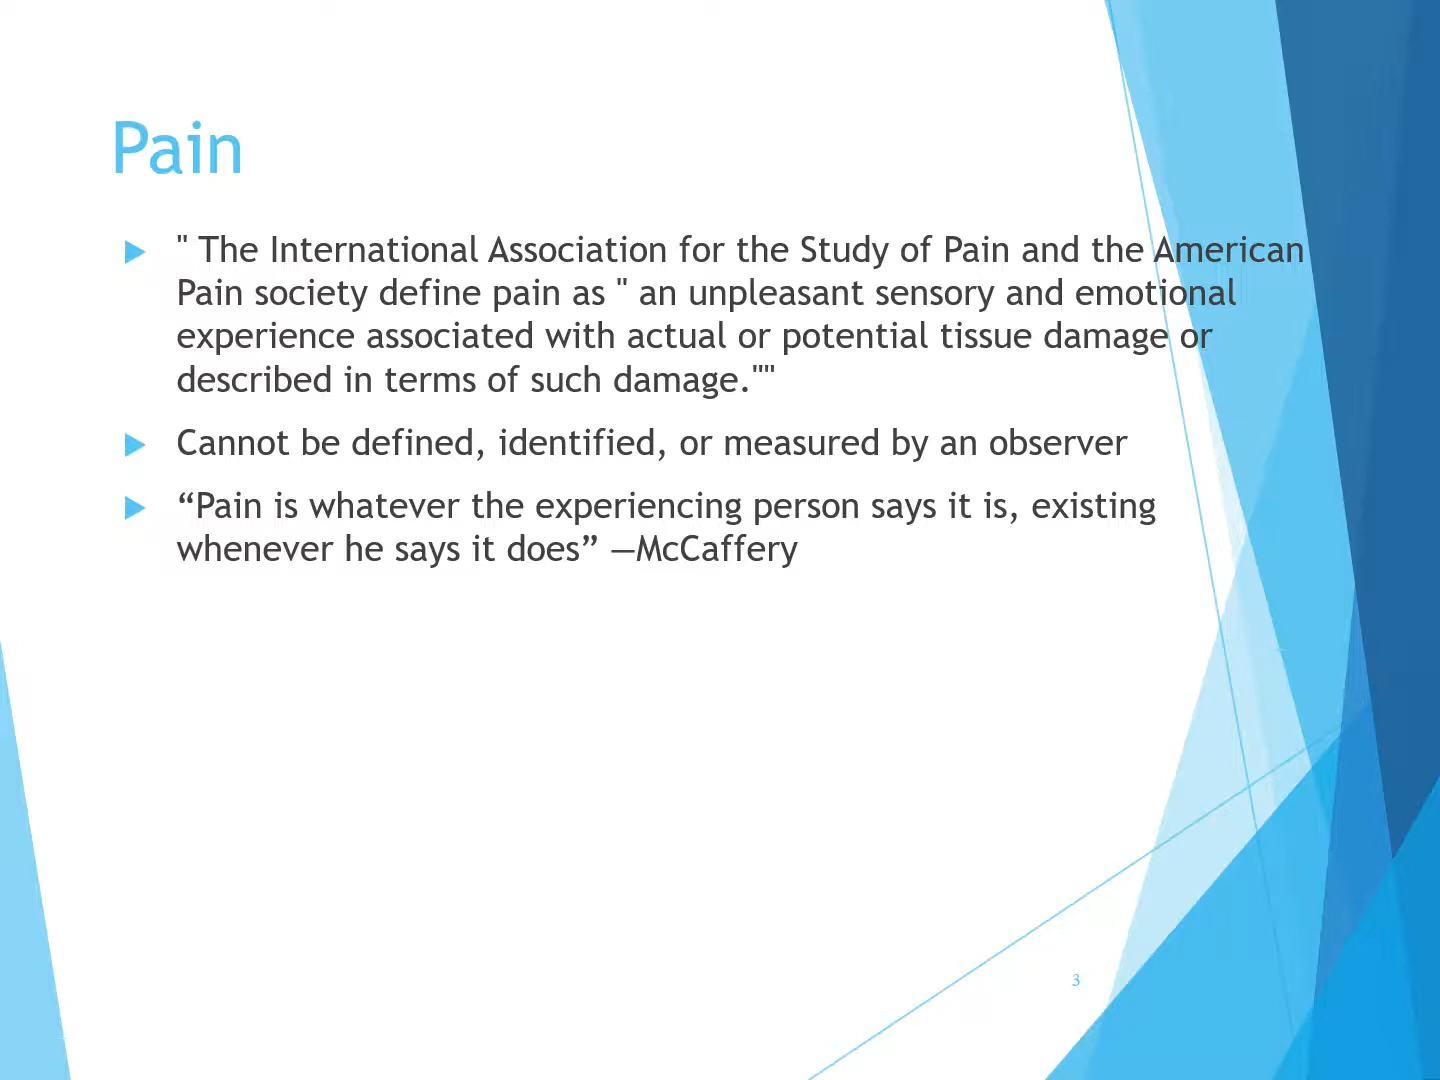 Pain
" The International Association for the Study of Pain and the American
Pain society define pain as " an unpleasant sensory and emotional
experience associated with actual or potential tissue damage or
described in terms of such damage.""
Cannot be defined, identified, or measured by an observer
“Pain is whatever the experiencing person says it is, existing
whenever he says it does” —McCaffery
3